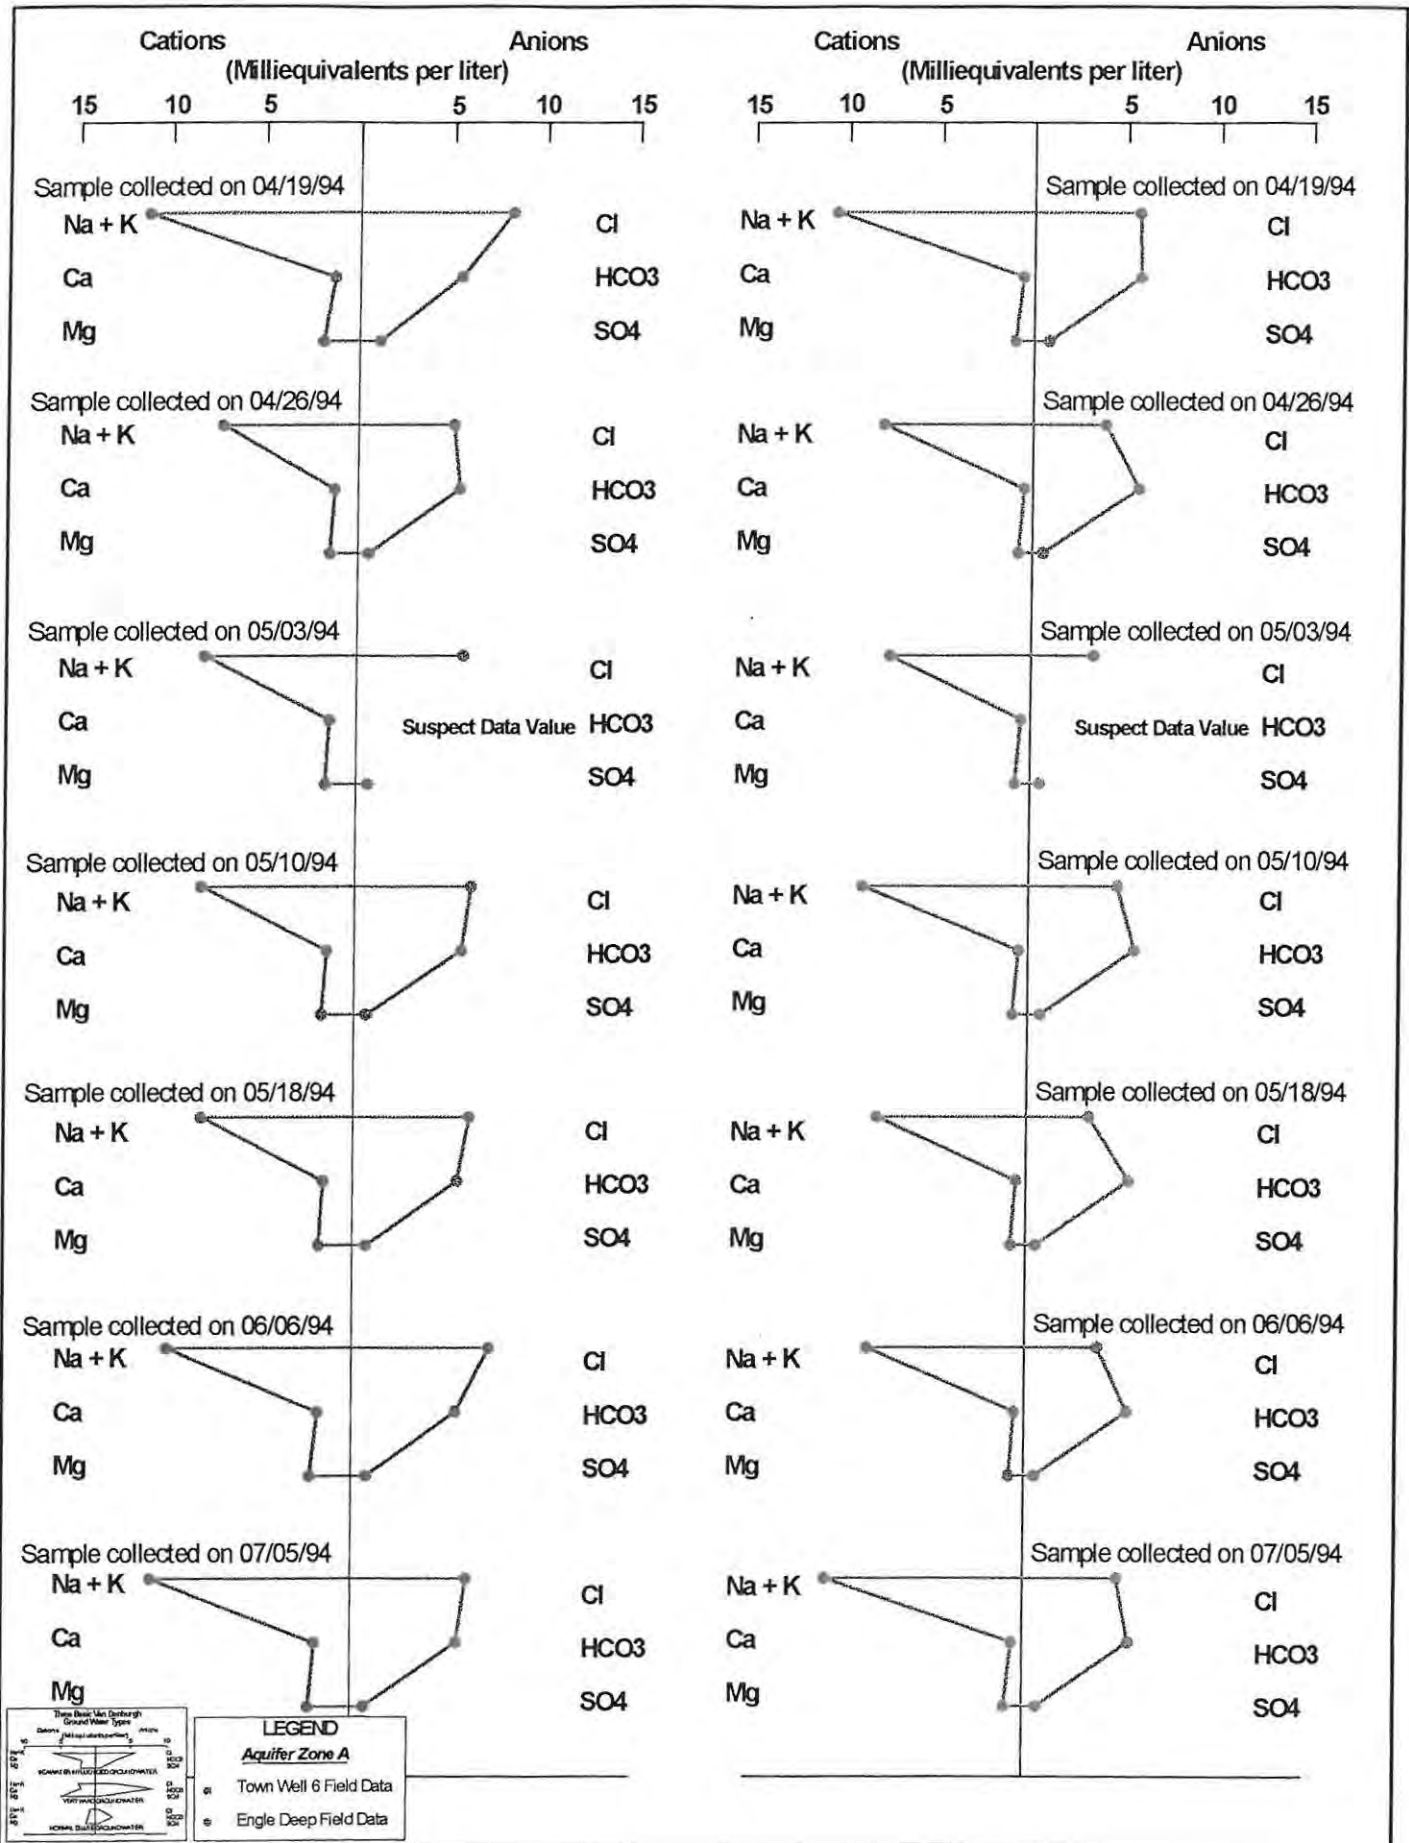 Cations Anions Cations Anions
(Milliequivalents per liter) (Milliequivalents per liter)
15 10 5 5 10 15 15 10 5 5 10 15
Sample collected on 04/19/94 Sample collected on 04/19/94
Na + K Cl Na + K Cl
Ca HCO3 Ca HCO3
Mg SO4 Mg SO4
Sample collected on 04/26/94 Sample collected on 04/26/94
Na + K Cl Na + K Cl
Ca HCO3 Ca HCO3
Mg SO4 Mg SO4
Sample collected on 05/03/94 Sample collected on 05/03/94
Na + K Cl Na + K Cl
Ca Suspect Data Value HCO3 Ca Suspect Data Value HCO3
Mg SO4 Mg SO4
Sample collected on 05/10/94 Sample collected on 05/10/94
Na + K Cl Na + K Cl
Ca HCO3 Ca HCO3
Mg SO4 Mg SO4
Sample collected on 05/18/94 Sample collected on 05/18/94
Na + K Cl Na + K Cl
Ca HCO3 Ca HCO3
Mg SO4 Mg SO4
Sample collected on 06/06/94 Sample collected on 06/06/94
Na + K Cl Na + K Cl
Ca HCO3 Ca HCO3
Mg SO4 Mg SO4
Sample collected on 07/05/94 Sample collected on 07/05/94
Na + K Cl Na + K Cl
Ca HCO3 Ca HCO3
Mg SO4 Mg SO4
Three Basic Van Denburgh
Ground Water Types
LEGEND
Aquifer Zone A
Town Well 6 Field Data
Engle Deep Field Data